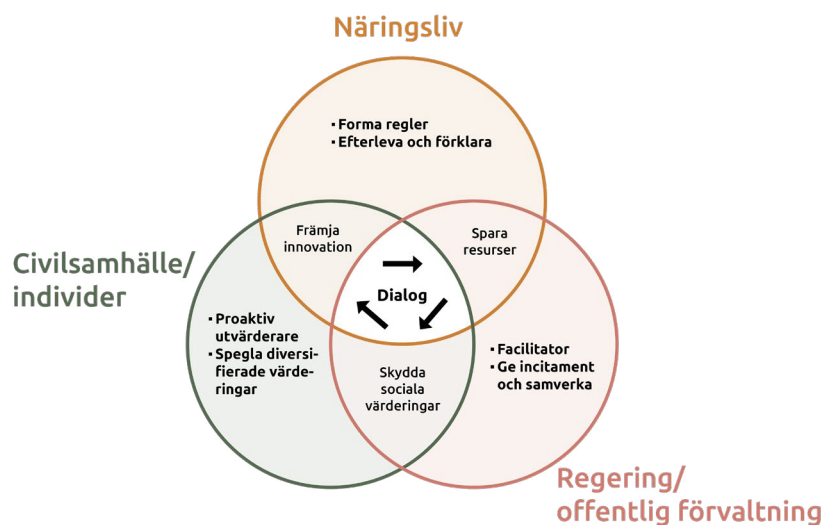 Näringsliv
▪ Forma regler
▪ Efterleva och förklara
Främja
innovation
Spara
resurser
Civilsamhälle/
individer
Dialog
▪ Proaktiv
utvärderare
▪ Spegla diversi-
fierade värde-
ringar
▪ Facilitator
▪ Ge incitament
och samverka
Skydda
sociala
värderingar
Regering/
offentlig förvaltning